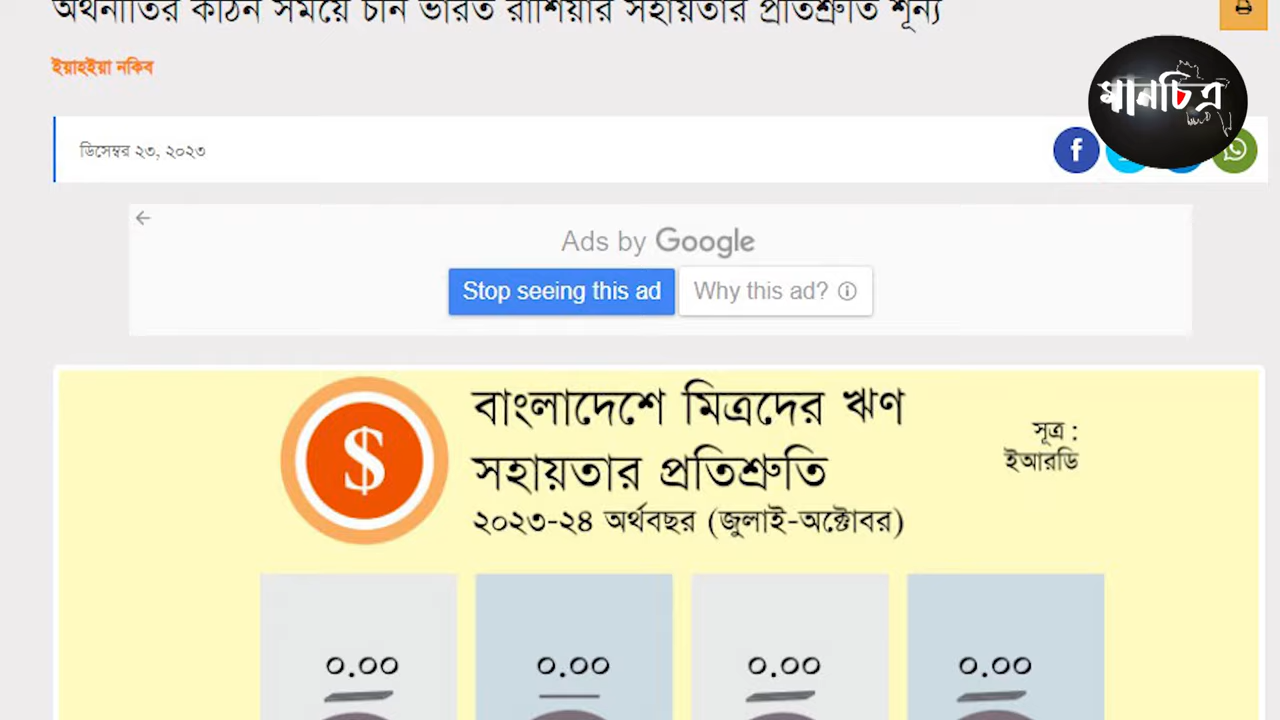 অর্থনীতির কঠিন সময়ে চীন ভারত রাশিয়ার সহায়তার প্রতিশ্রুতি শূন্য
ইয়াহইয়া নকিব
মানচিত্র
ডিসেম্বর ২৩, ২০২৩
Ads by Google
Stop seeing this ad
Why this ad?
বাংলাদেশে মিত্রদের ঋণ
সহায়তার প্রতিশ্রুতি
২০২৩-২৪ অর্থবছর (জুলাই-অক্টোবর)
সূত্র :
ইআরডি
$
০.০০ ০.০০ ০.০০ ০.০০